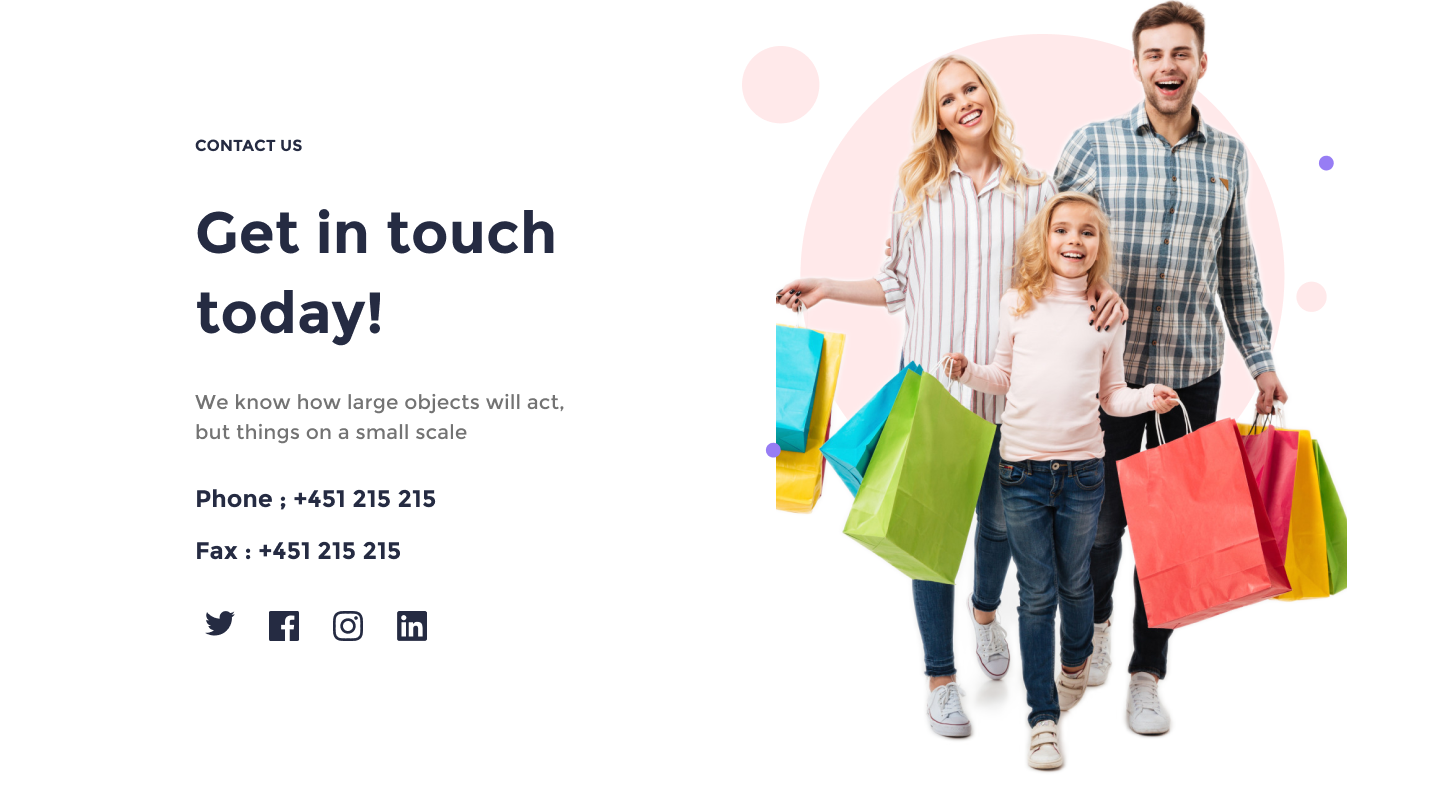 CONTACT US
Get in touch
today!
We know how large objects will act,
but things on a small scale
Phone ; +451 215 215
Fax : +451 215 215